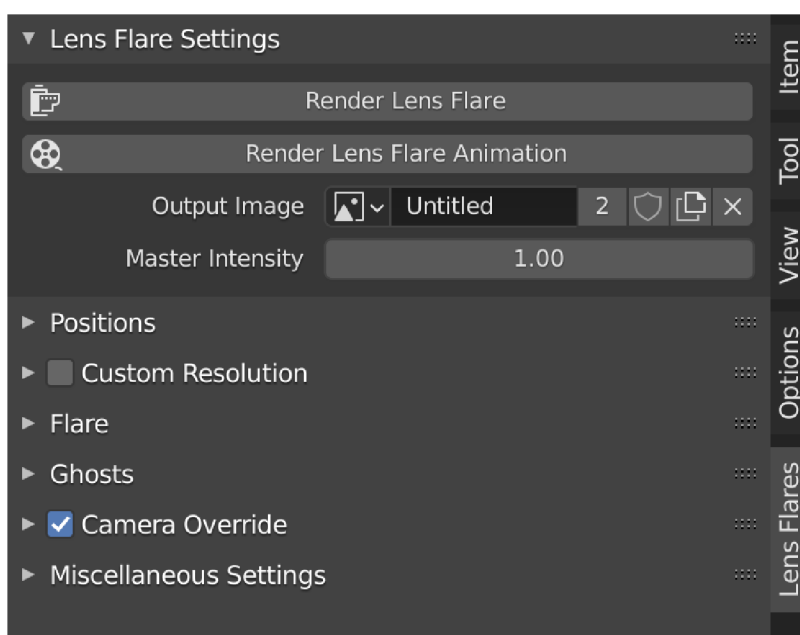 Lens Flare Settings
Render Lens Flare
Render Lens Flare Animation
Output Image Untitled 2
Master Intensity 1.00
Positions
Custom Resolution
Flare
Ghosts
Camera Override
Miscellaneous Settings
Item
Tool
View
Options
Lens Flares